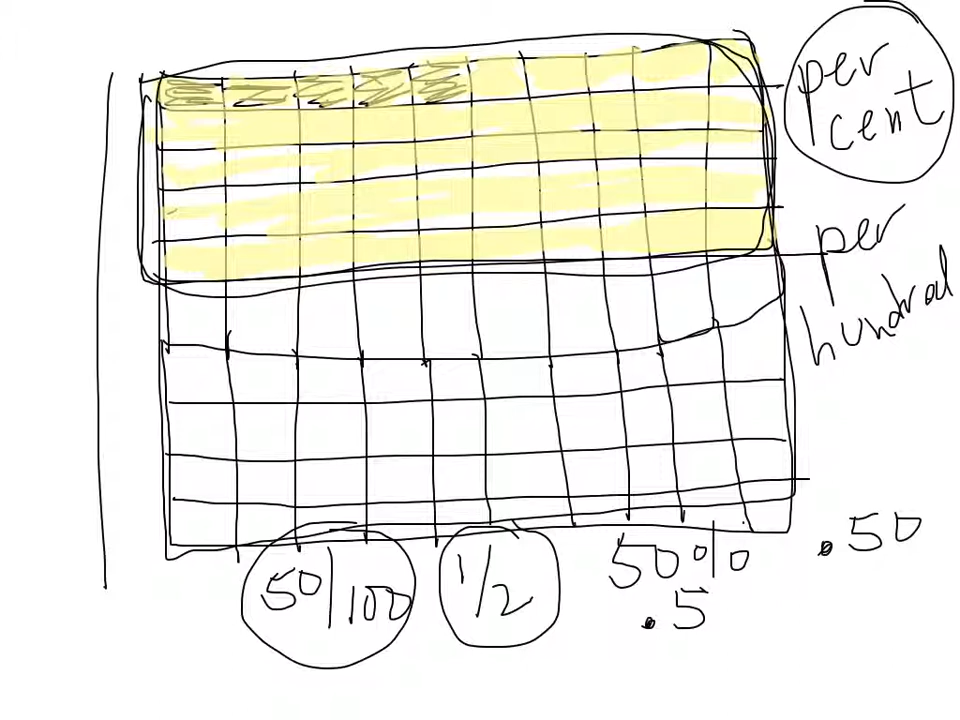 per
cent
per
hundred
50/100
1/2
50%
.50
.5